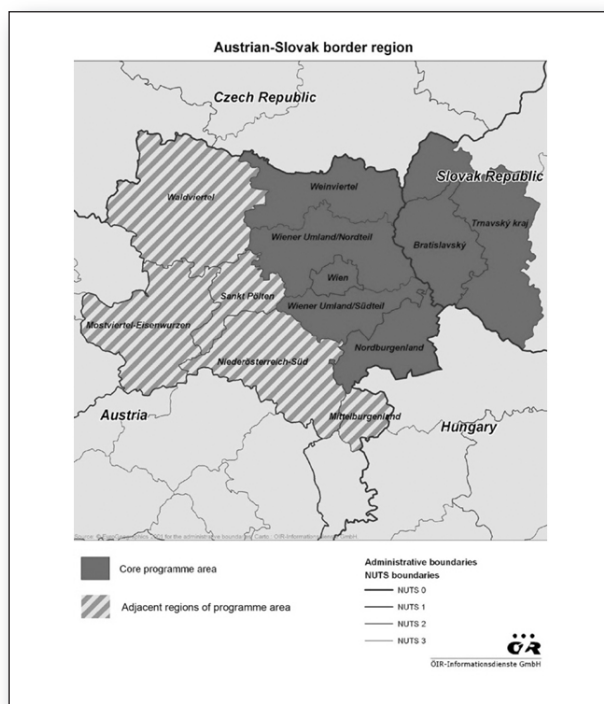 Austrian-Slovak border region
Czech Republic
Slovak Republic
Weinviertel
Waldviertel
Trnavský kraj
Wiener Umland/Nordteil
Bratislavský
Wien
Sankt Pölten
Wiener Umland/Südteil
Mostviertel-Eisenwurzen
Nordburgenland
Niederösterreich-Süd
Austria
Mittelburgenland
Hungary
Core programme area
Adjacent regions of programme area
Administrative boundaries
NUTS boundaries
NUTS 0
NUTS 1
NUTS 2
NUTS 3
ÖIR
ÖIR-Informationsdienste GmbH